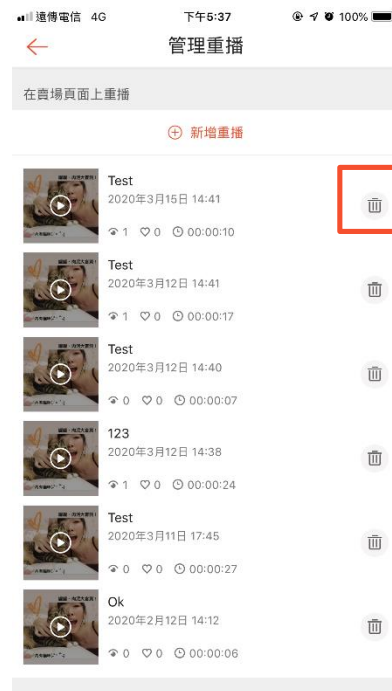 遠傳電信 4G 下午5:37 100%
管理重播
在賣場頁面上重播
新增重播
Test
2020年3月15日 14:41
1 0 00:00:10
Test
2020年3月12日 14:41
1 0 00:00:17
Test
2020年3月12日 14:40
0 0 00:00:07
123
2020年3月12日 14:38
1 0 00:00:24
Test
2020年3月11日 17:45
0 0 00:00:27
Ok
2020年2月12日 14:12
0 0 00:00:06